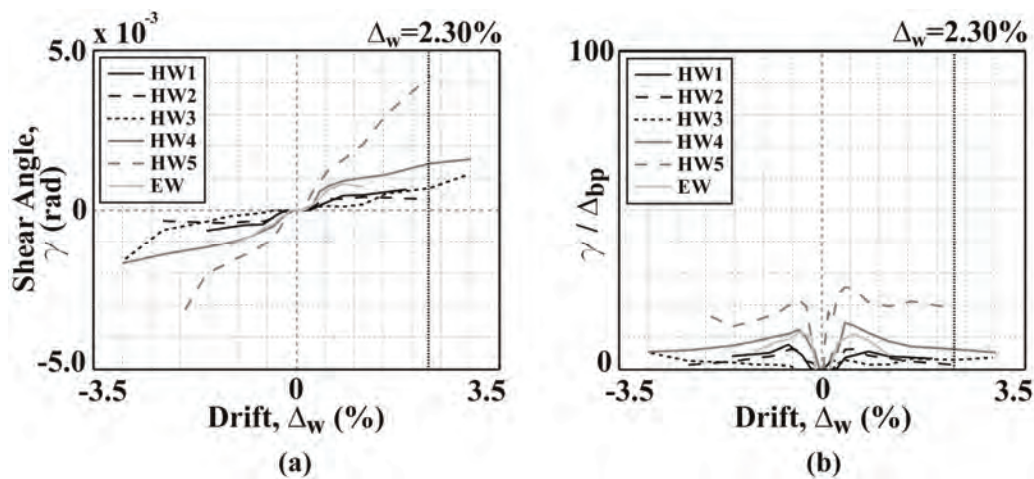 x 10⁻³
Δw=2.30%
5.0
HW1
HW2
HW3
HW4
HW5
EW
Shear Angle,
γ (rad)
0
-5.0
-3.5
0
3.5
Drift, Δw (%)
(a)
Δw=2.30%
100
HW1
HW2
HW3
HW4
HW5
EW
γ / Δbp
0
-3.5
0
3.5
Drift, Δw (%)
(b)